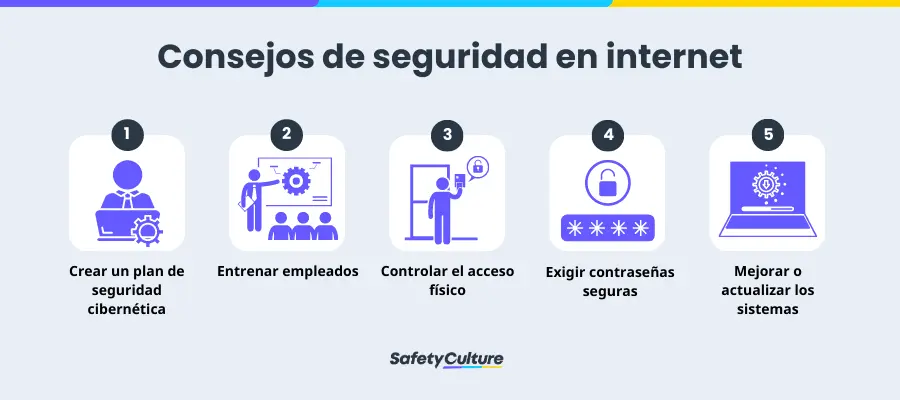 Consejos de seguridad en internet
1
2
3
4
5
Crear un plan de
seguridad
cibernética
Entrenar empleados
Controlar el acceso
físico
Exigir contraseñas
seguras
Mejorar o
actualizar los
sistemas
SafetyCulture